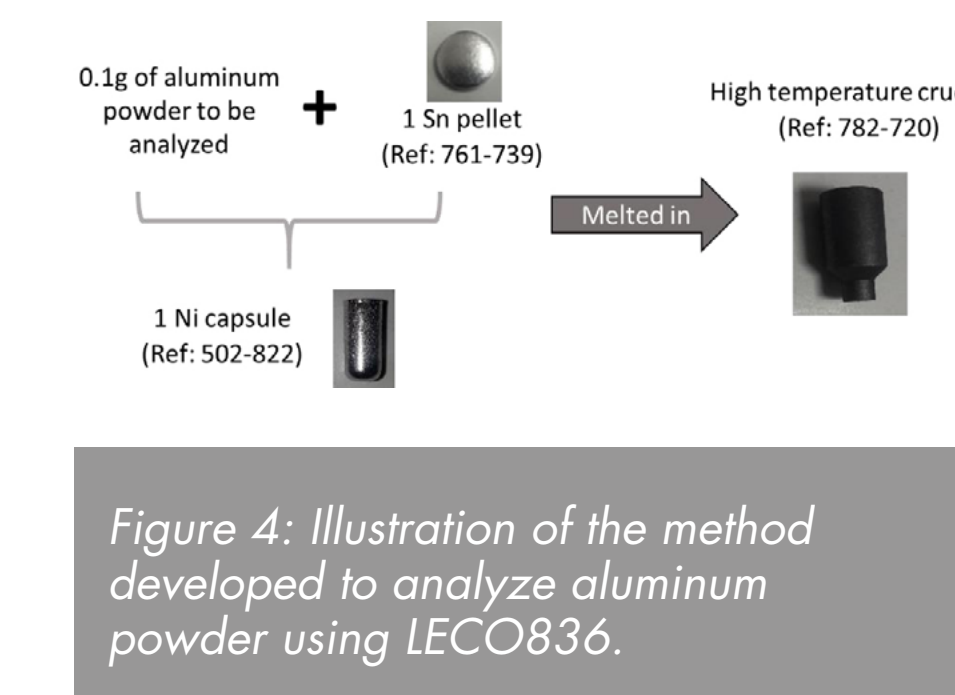 0.1g of aluminum
powder to be
analyzed
+
1 Sn pellet
(Ref: 761-739)
1 Ni capsule
(Ref: 502-822)
Melted in
High temperature
(Ref: 782-720)
Figure 4: Illustration of the method
developed to analyze aluminum
powder using LECO836.